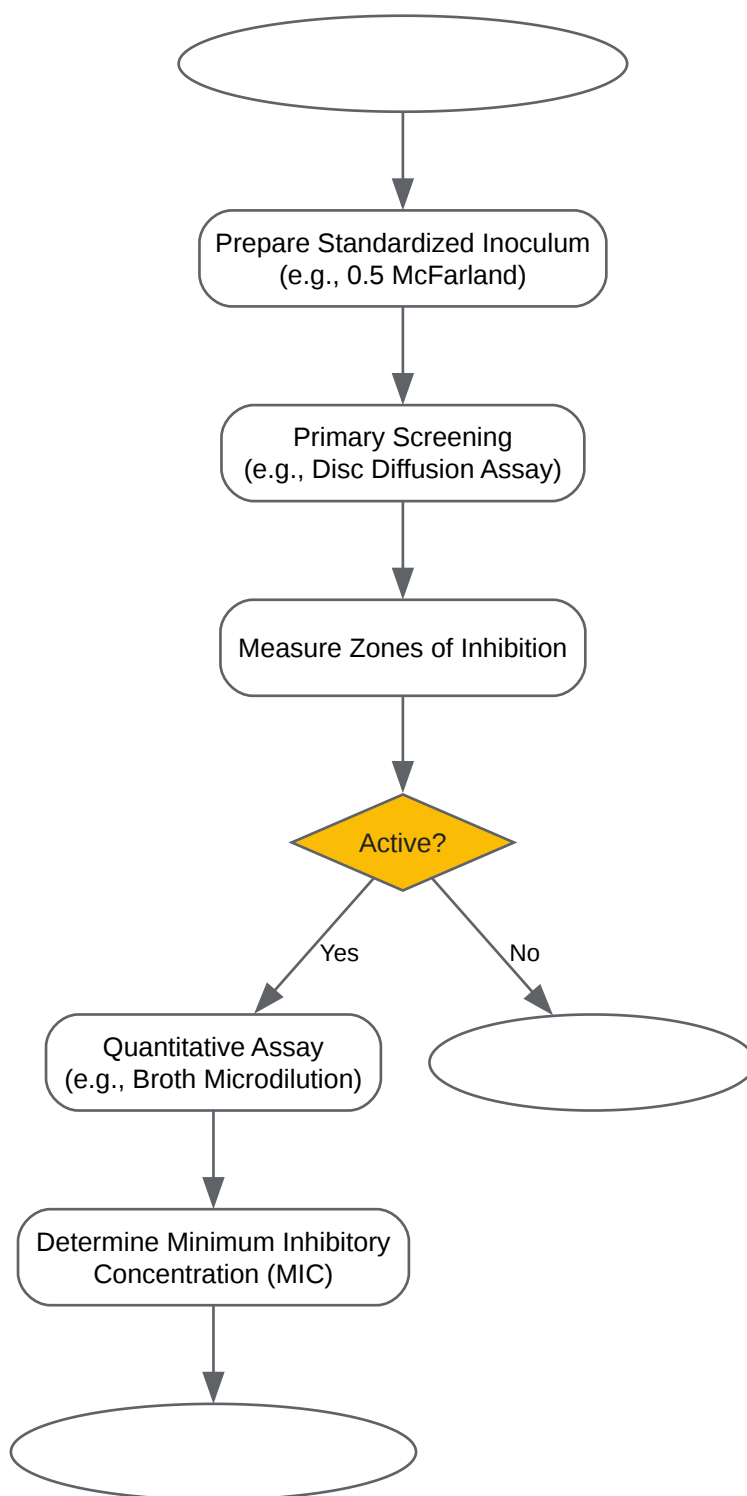 Prepare Standardized Inoculum
(e.g., 0.5 McFarland)
Primary Screening
(e.g., Disc Diffusion Assay)
Measure Zones of Inhibition
Active?
Yes
No
Quantitative Assay
(e.g., Broth Microdilution)
Determine Minimum Inhibitory
Concentration (MIC)